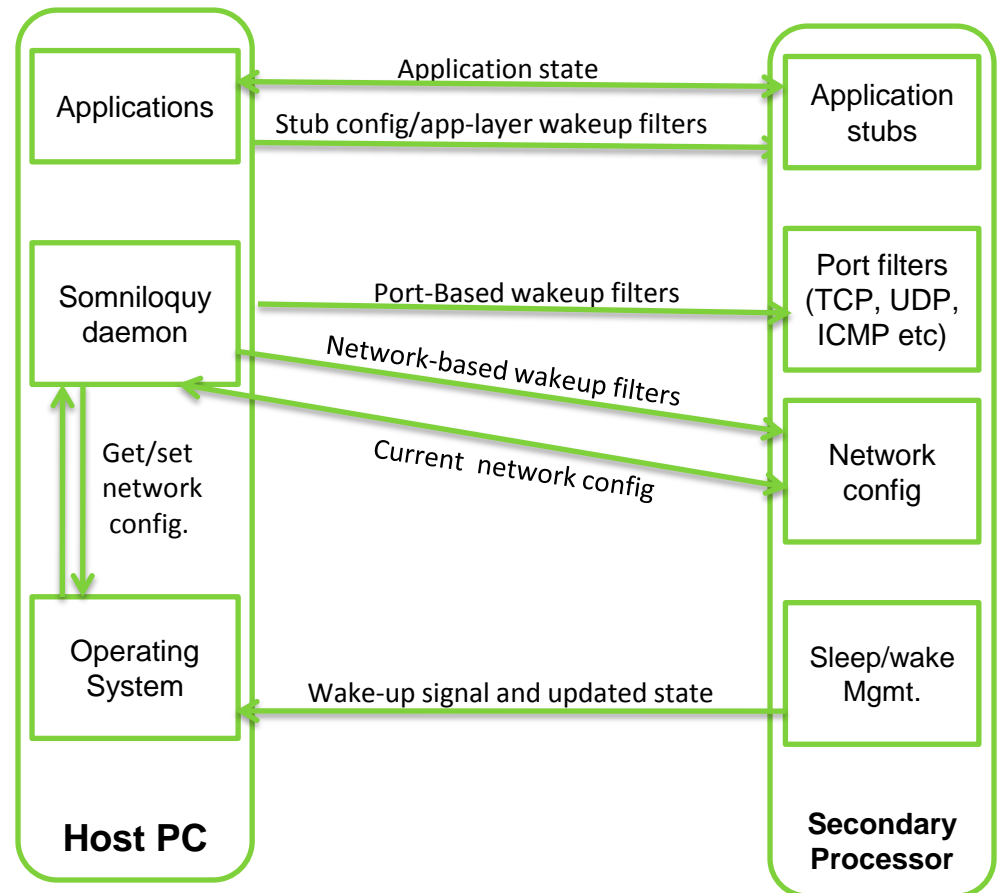 Applications
Application state
Stub config/app-layer wakeup filters
Application
stubs
Somniloquy
daemon
Port-Based wakeup filters
Port filters
(TCP, UDP,
ICMP etc)
Network-based wakeup filters
Current network config
Network
config
Get/set
network
config.
Operating
System
Wake-up signal and updated state
Sleep/wake
Mgmt.
Host PC
Secondary
Processor